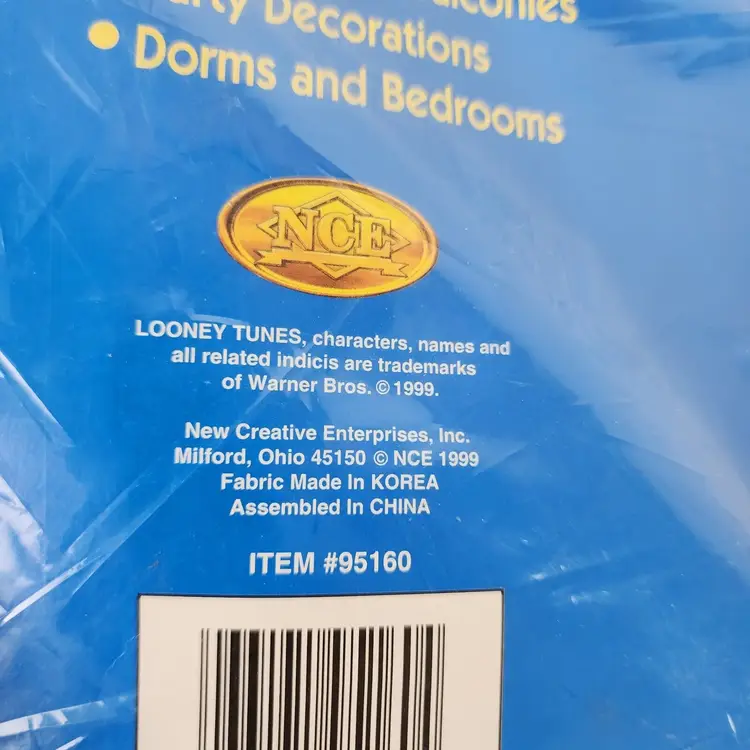 Decorations
• Dorms and Bedrooms
NCE
LOONEY TUNES, characters, names and
all related indicis are trademarks
of Warner Bros. © 1999.
New Creative Enterprises, Inc.
Milford, Ohio 45150 © NCE 1999
Fabric Made In KOREA
Assembled In CHINA
ITEM #95160